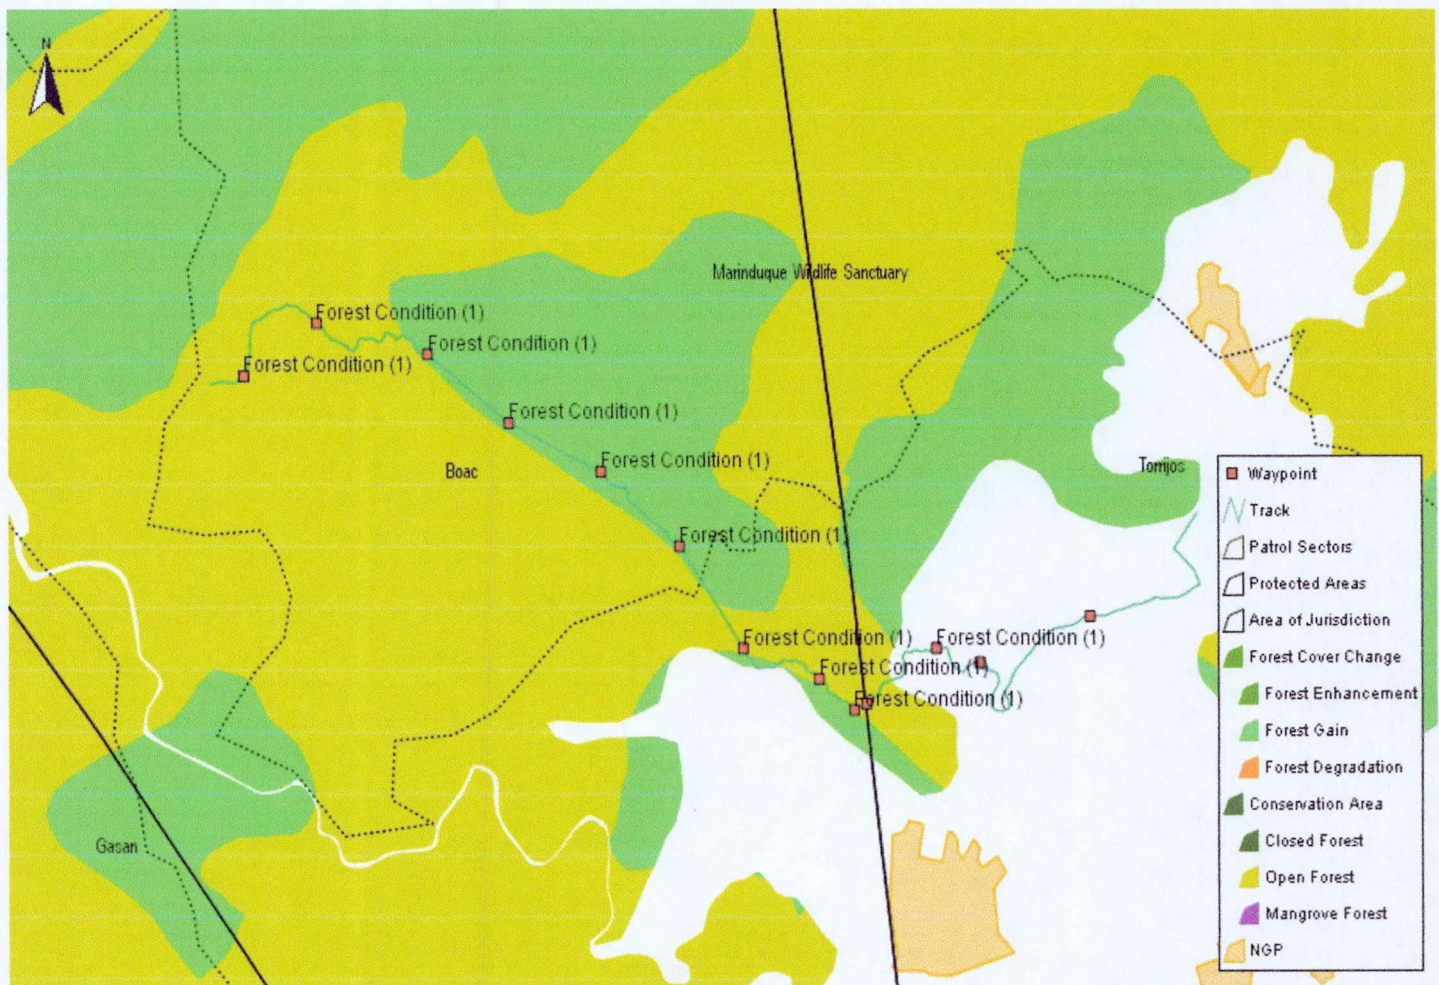 N
Marinduque Wildlife Sanctuary
Forest Condition (1)
Forest Condition (1)
Forest Condition (1)
Forest Condition (1)
Boac
Forest Condition (1)
Torrijos
Forest Condition (1)
Forest Condition (1)
Forest Condition (1)
Forest Condition (1)
Forest Condition (1)
Gasan
Waypoint
Track
Patrol Sectors
Protected Areas
Area of Jurisdiction
Forest Cover Change
Forest Enhancement
Forest Gain
Forest Degradation
Conservation Area
Closed Forest
Open Forest
Mangrove Forest
NGP